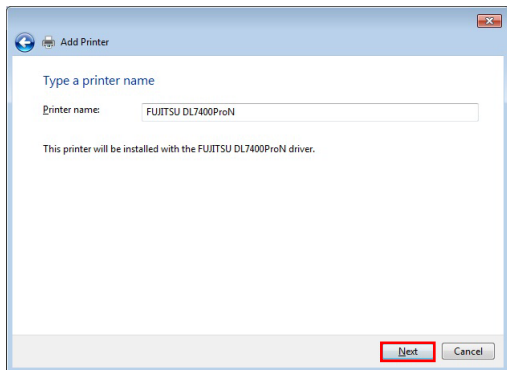 Add Printer
Type a printer name
Printer name: FUJITSU DL7400ProN
This printer will be installed with the FUJITSU DL7400ProN driver.
Next Cancel